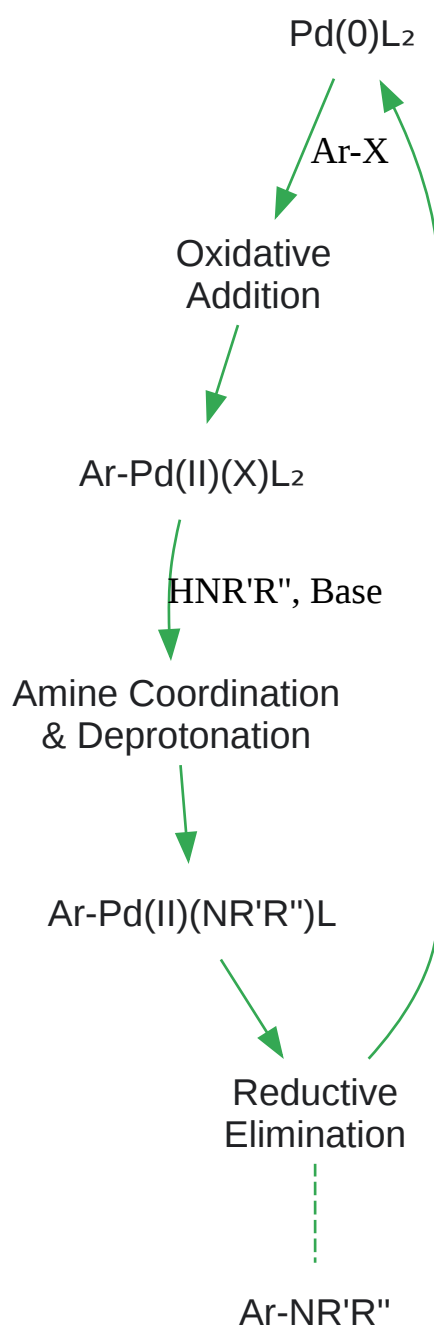 Pd(0)L₂
Ar-X
Oxidative
Addition
Ar-Pd(II)(X)L₂
HNR'R", Base
Amine Coordination
& Deprotonation
Ar-Pd(II)(NR'R")L
Reductive
Elimination
Ar-NR'R"